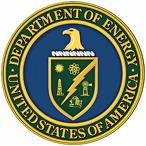 DEPARTMENT OF ENERGY
UNITED STATES OF AMERICA